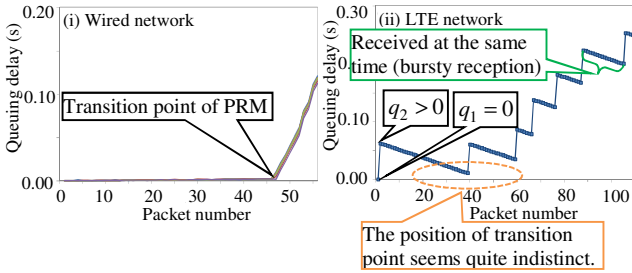 (i) Wired network
Queuing delay (s)
0.20
0.10
0.00
Transition point of PRM
0 10 20 30 40 50
Packet number
(ii) LTE network
Queuing delay (s)
0.30
0.20
0.10
0.00
Received at the same
time (bursty reception)
q2 > 0
q1 = 0
0 20 40 60 80 100
Packet number
The position of transition
point seems quite indistinct.